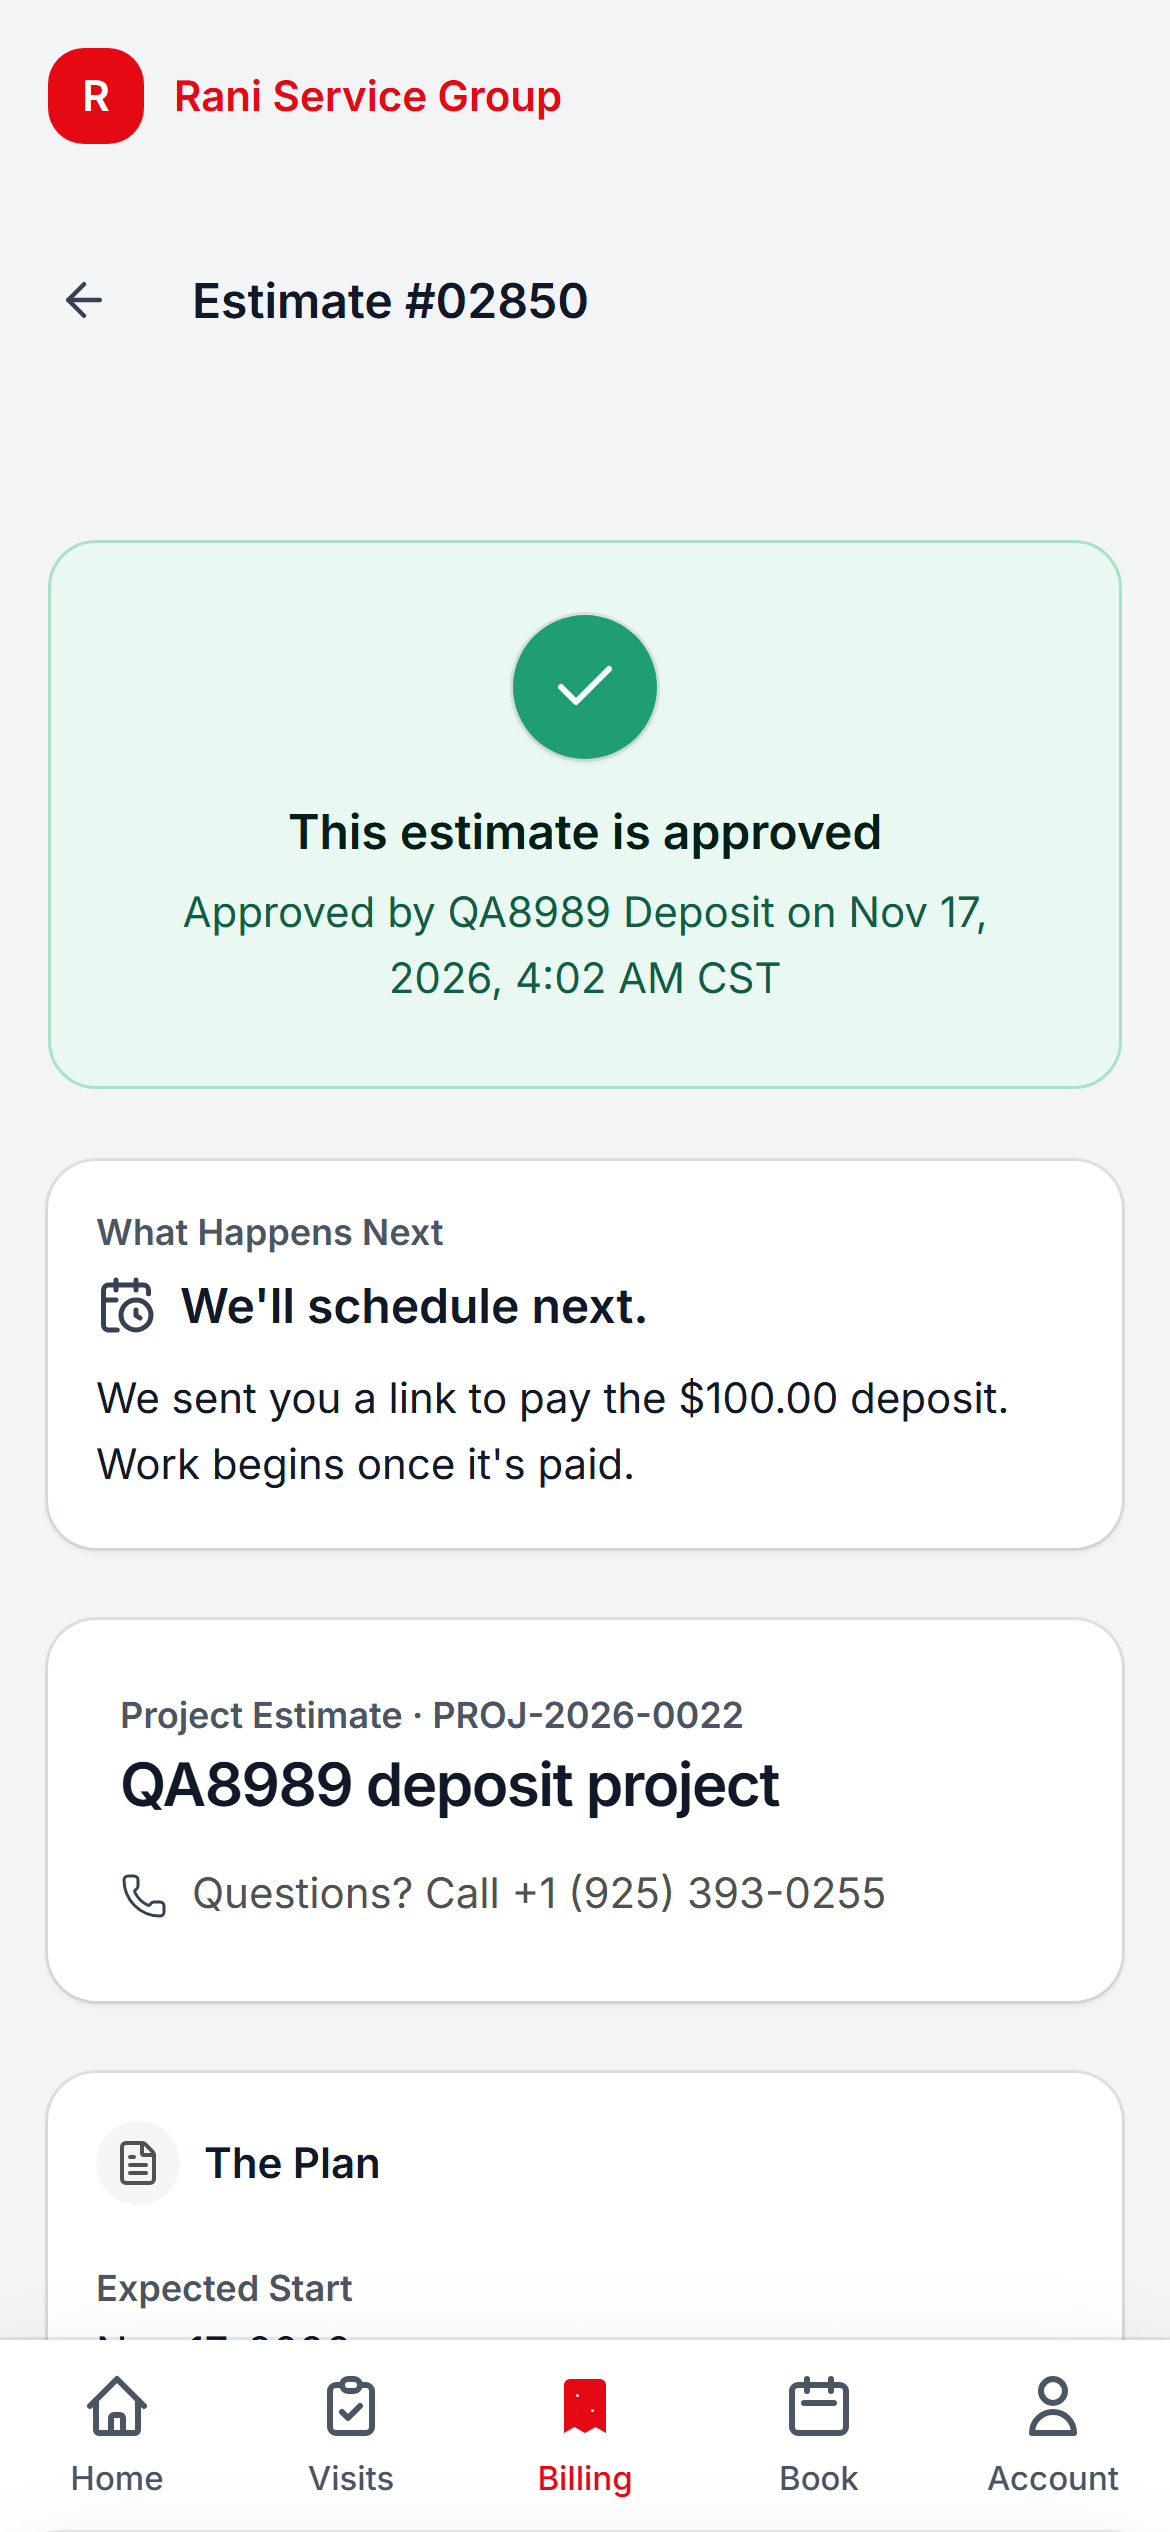 R
Rani Service Group
Estimate #02850
This estimate is approved
Approved by QA8989 Deposit on Nov 17,
2026, 4:02 AM CST
What Happens Next
We'll schedule next.
We sent you a link to pay the $100.00 deposit.
Work begins once it's paid.
Project Estimate · PROJ-2026-0022
QA8989 deposit project
Questions? Call +1 (925) 393-0255
The Plan
Expected Start
Home
Visits
Billing
Book
Account